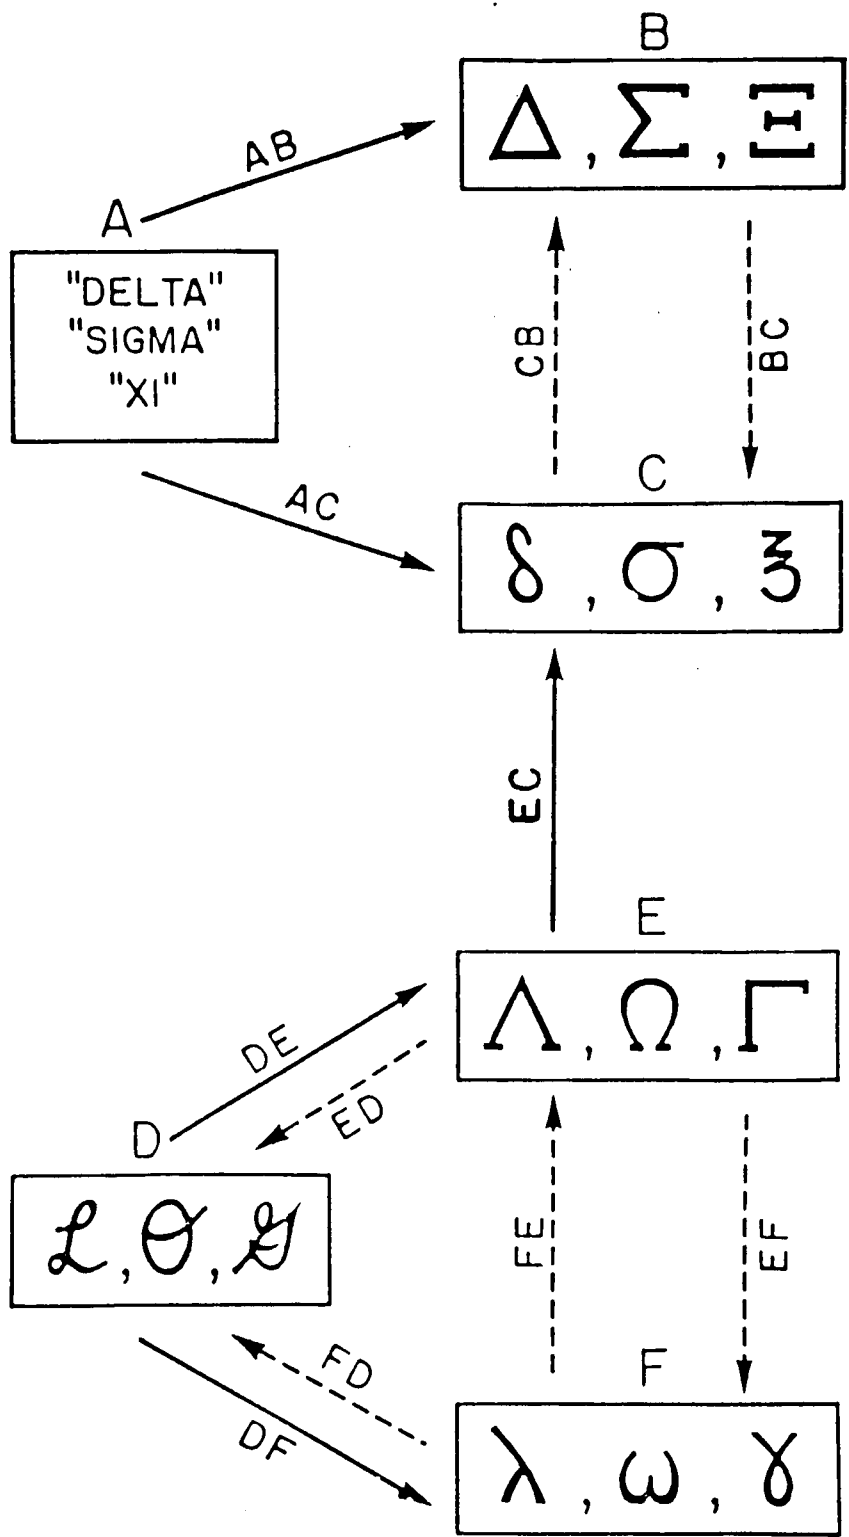 B
Δ, Σ, Ξ
AB
A
"DELTA"
"SIGMA"
"XI"
CB
BC
AC
C
δ, σ, ξ
EC
E
Λ, Ω, Γ
DE
ED
D
ℒ, 𝒪, 𝒢
FE
EF
FD
DF
F
λ, ω, γ